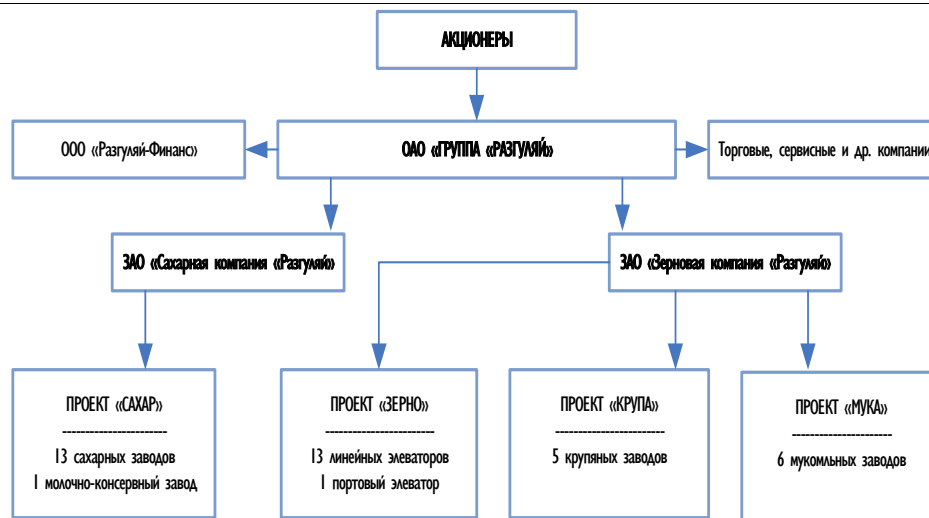 АКЦИОНЕРЫ
ООО «Разгуляй-Финанс»
ОАО «ГРУППА «РАЗГУЛЯЙ»
Торговые, сервисные и др. компании
ЗАО «Сахарная компания «Разгуляй»
ЗАО «Зерновая компания «Разгуляй»
ПРОЕКТ «САХАР»
-----------------------
13 сахарных заводов
1 молочно-консервный завод
ПРОЕКТ «ЗЕРНО»
-----------------------
13 линейных элеваторов
1 портовый элеватор
ПРОЕКТ «КРУПА»
-----------------------
5 крупяных заводов
ПРОЕКТ «МУКА»
---------------------
6 мукомльных заводов